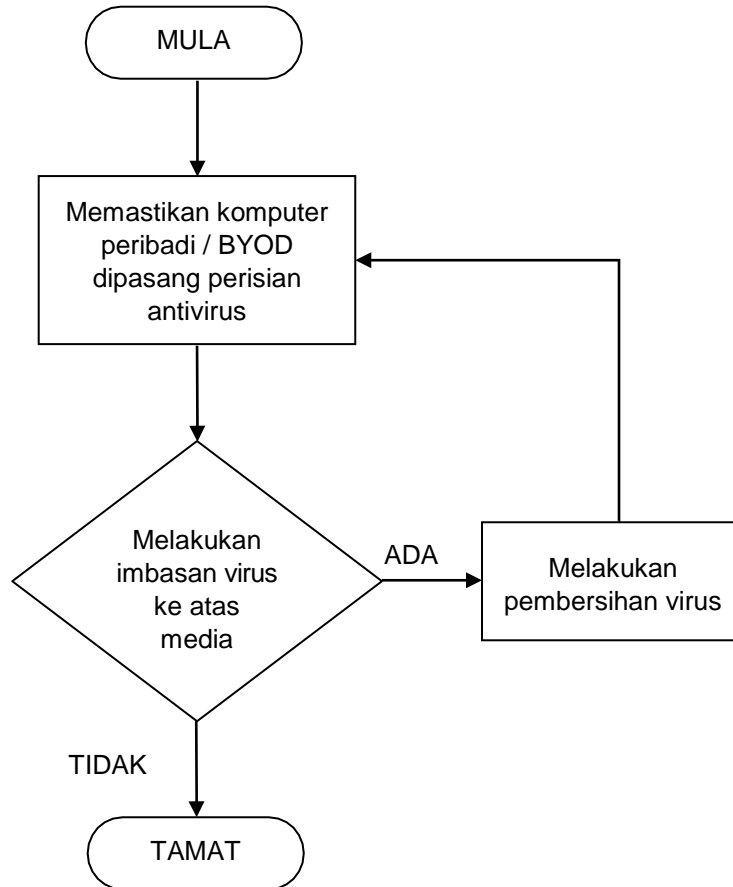 MULA
Memastikan komputer
peribadi / BYOD
dipasang perisian
antivirus
Melakukan
imbasan virus
ke atas
media
ADA
Melakukan
pembersihan virus
TIDAK
TAMAT